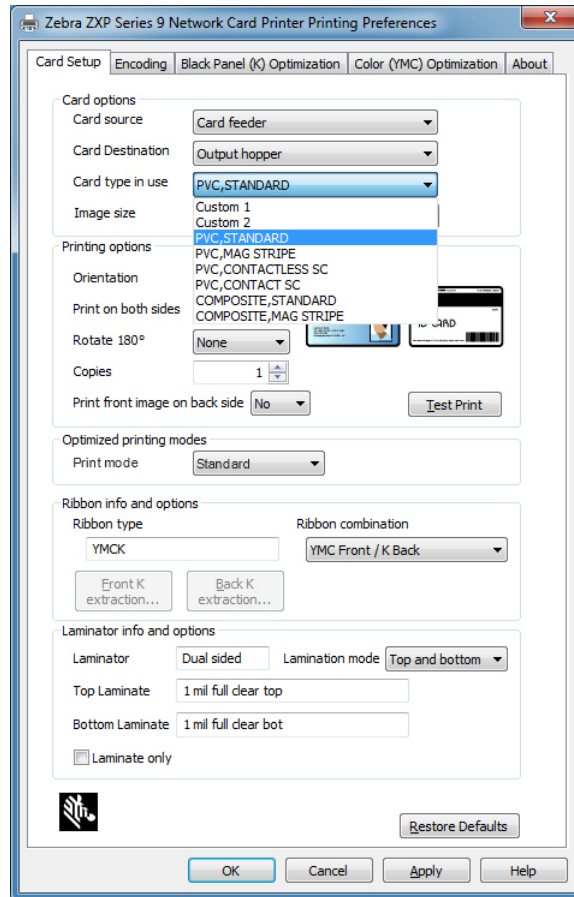 Zebra ZXP Series 9 Network Card Printer Printing Preferences
Card Setup Encoding Black Panel (K) Optimization Color (YMC) Optimization About
Card options
Card source Card feeder
Card Destination Output hopper
Card type in use PVC,STANDARD
Custom 1
Image size
Custom 2
PVC,STANDARD
Printing options
PVC,MAG STRIPE
PVC,CONTACTLESS SC
Orientation
PVC,CONTACT SC
COMPOSITE,STANDARD
Print on both sides
COMPOSITE,MAG STRIPE
Rotate 180° None
Copies 1
Print front image on back side No Test Print
Optimized printing modes
Print mode Standard
Ribbon info and options
Ribbon type Ribbon combination
YMCK YMC Front / K Back
Front K extraction... Back K extraction...
Laminator info and options
Laminator Dual sided Lamination mode Top and bottom
Top Laminate 1 mil full clear top
Bottom Laminate 1 mil full clear bot
Laminate only
Restore Defaults
OK Cancel Apply Help